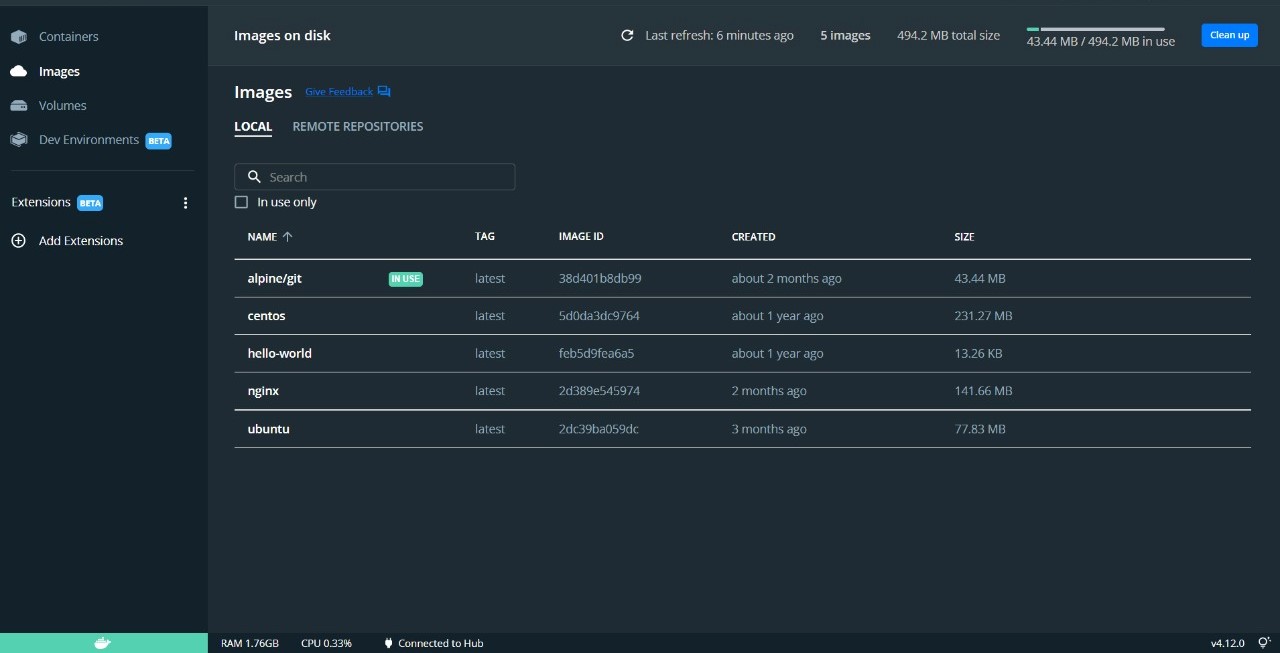 Containers
Images
Volumes
Dev Environments BETA
Extensions BETA
Add Extensions
Images on disk
Last refresh: 6 minutes ago
5 images
494.2 MB total size
43.44 MB / 494.2 MB in use
Clean up
Images Give Feedback
LOCAL REMOTE REPOSITORIES
Search
In use only
NAME TAG IMAGE ID CREATED SIZE
alpine/git IN USE latest 38d401b8db99 about 2 months ago 43.44 MB
centos latest 5d0da3dc9764 about 1 year ago 231.27 MB
hello-world latest feb5d9fea6a5 about 1 year ago 13.26 KB
nginx latest 2d389e545974 2 months ago 141.66 MB
ubuntu latest 2dc39ba059dc 3 months ago 77.83 MB
RAM 1.76GB CPU 0.33% Connected to Hub v4.12.0